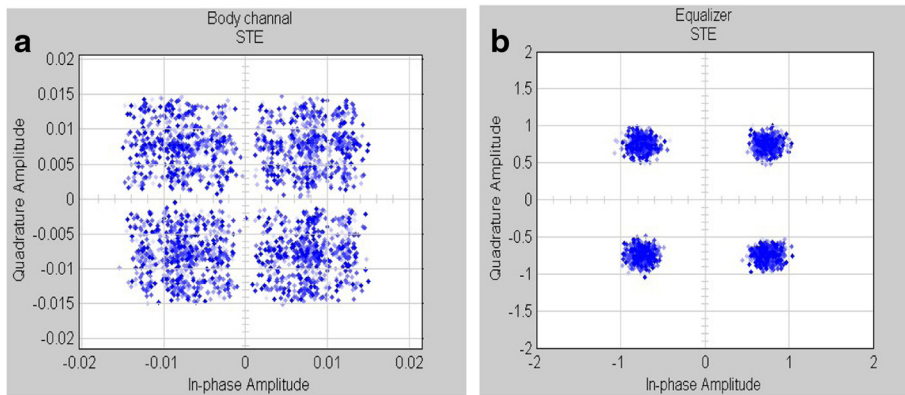 a
Body channel
STE
0.02
0.015
0.01
0.005
0
-0.005
-0.01
-0.015
-0.02
Quadrature Amplitude
-0.02
-0.01
0
0.01
0.02
In-phase Amplitude
b
Equalizer
STE
2
1.5
1
0.5
0
-0.5
-1
-1.5
-2
Quadrature Amplitude
-2
-1
0
1
2
In-phase Amplitude